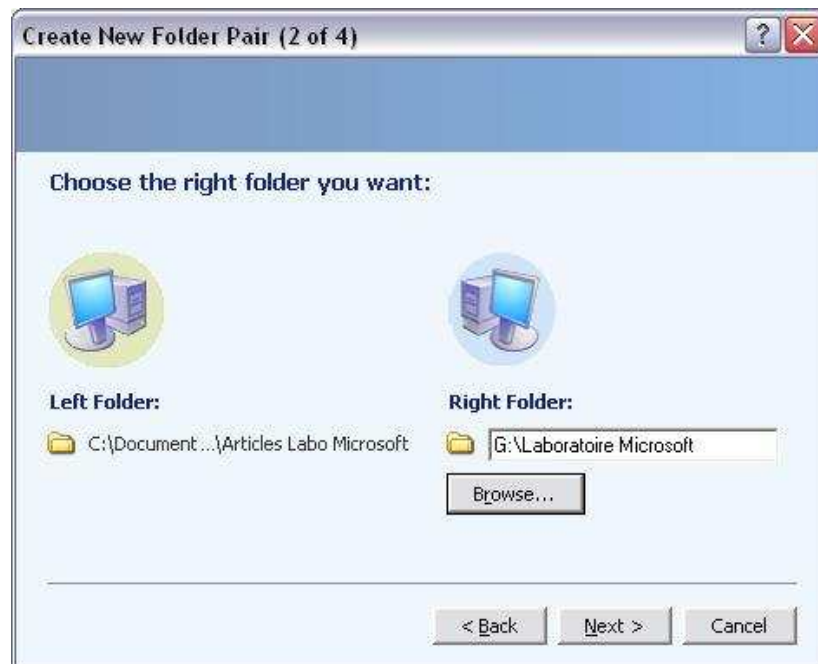 Create New Folder Pair (2 of 4)
?
Choose the right folder you want:
Left Folder:
Right Folder:
C:\Document ...\Articles Labo Microsoft
G:\Laboratoire Microsoft
Browse...
< Back
Next >
Cancel